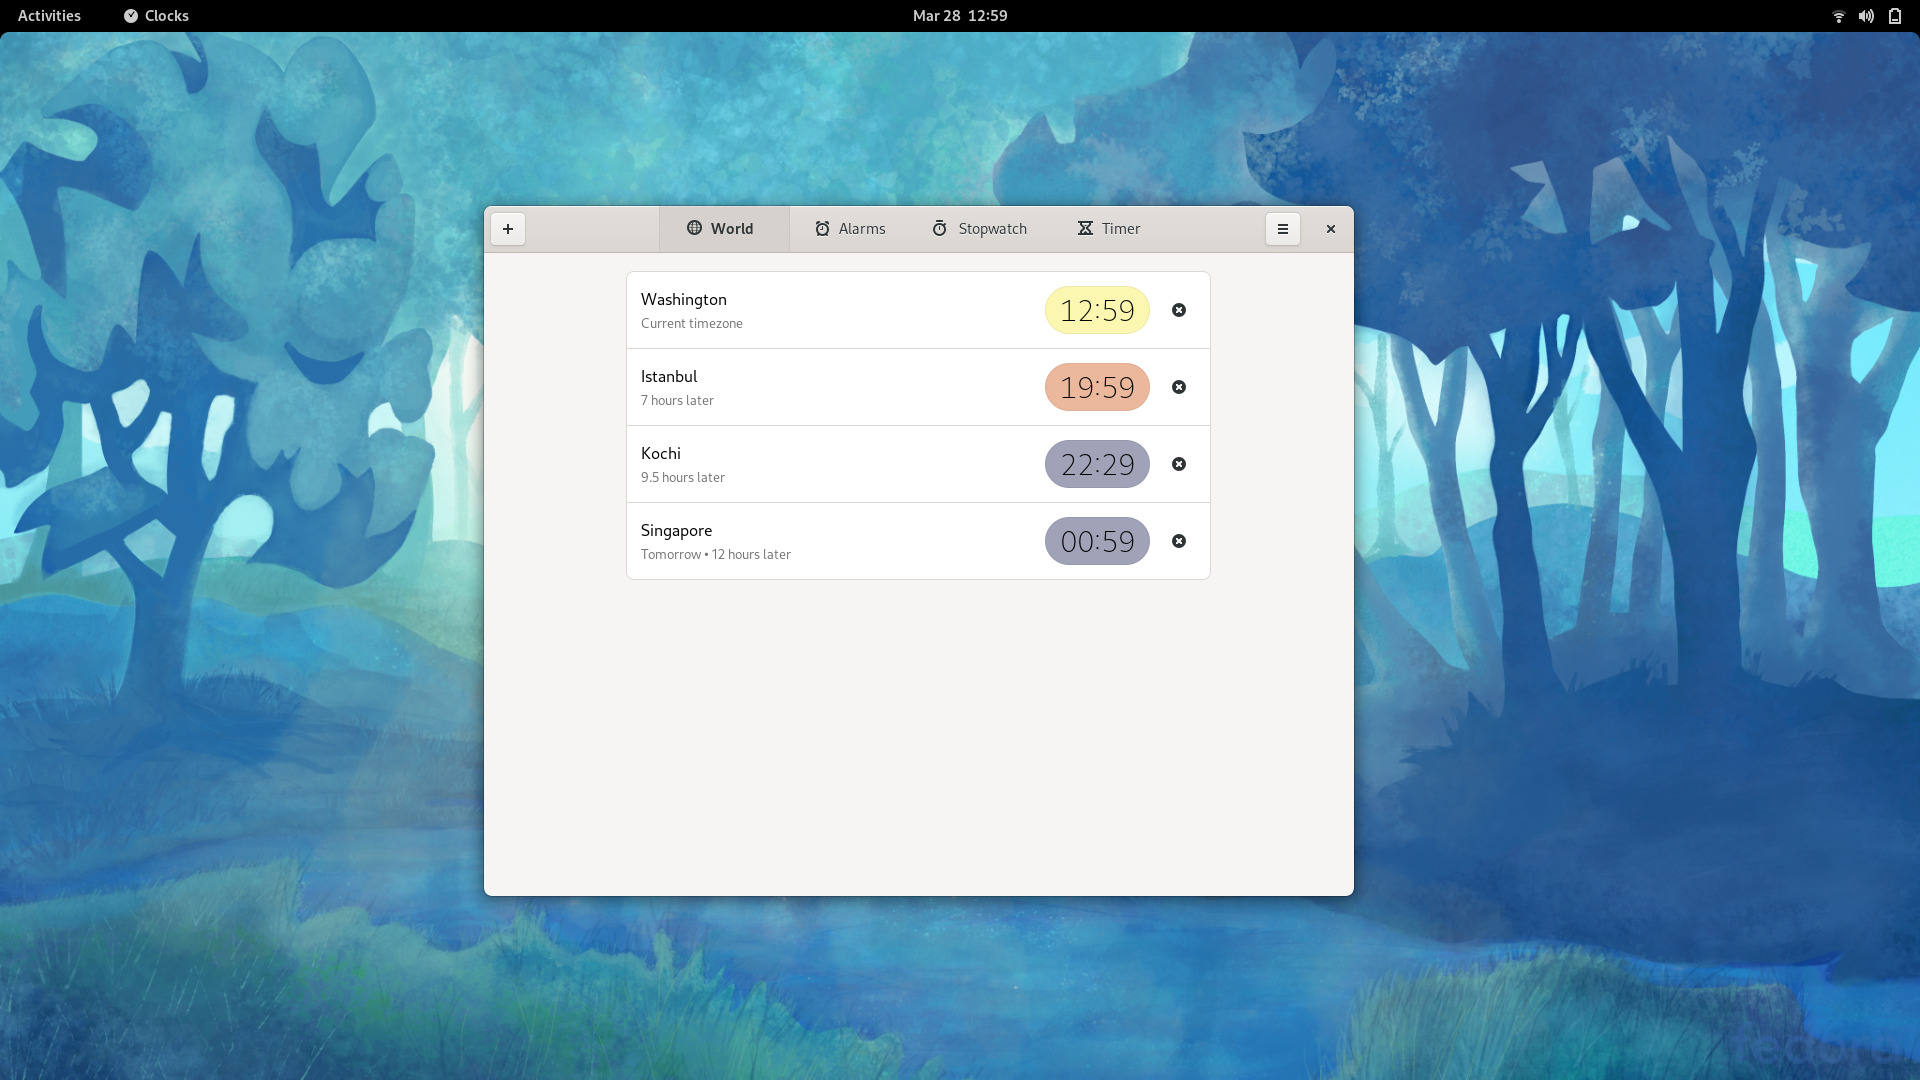 Activities Clocks Mar 28 12:59
World Alarms Stopwatch Timer
Washington
Current timezone
12:59
Istanbul
7 hours later
19:59
Kochi
9.5 hours later
22:29
Singapore
Tomorrow • 12 hours later
00:59
fedora